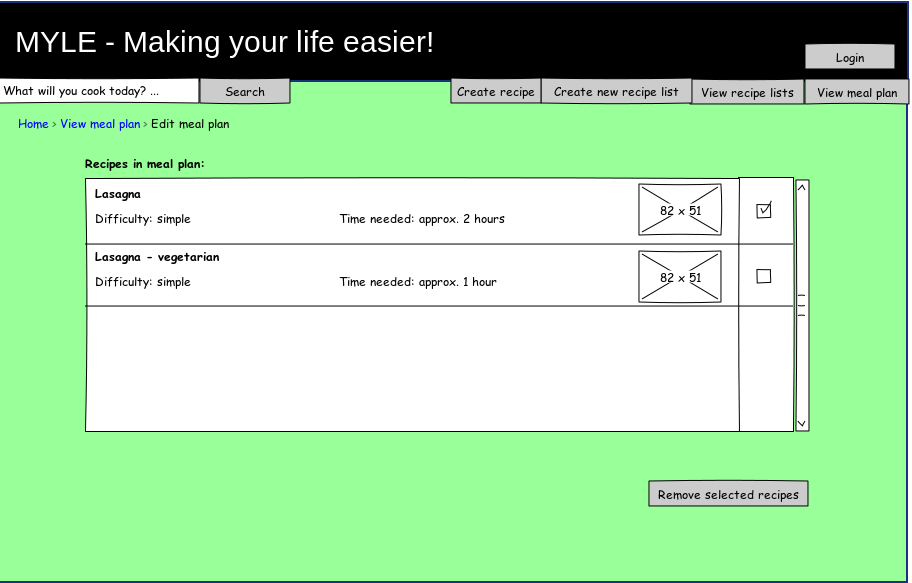 MYLE - Making your life easier!
Login
What will you cook today? ... Search Create recipe Create new recipe list View recipe lists View meal plan
Home > View meal plan > Edit meal plan
Recipes in meal plan:
Lasagna
Difficulty: simple Time needed: approx. 2 hours 82 x 51
Lasagna - vegetarian
Difficulty: simple Time needed: approx. 1 hour 82 x 51
Remove selected recipes